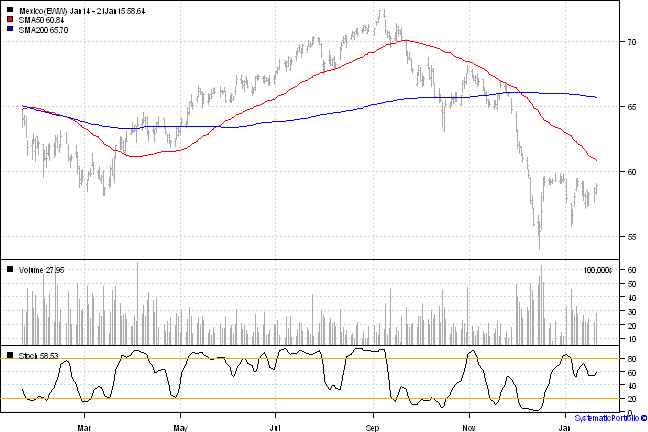 Mexico(EWW) Jan14 - 21Jan15 58.64
SMA50 60.84
SMA200 65.70
70
65
60
55
Volume 27.95
100,000s
60
50
40
30
20
10
Stoch 58.53
80
60
40
20
0
Mar May Jul Sep Nov Jan
SystematicPortfolio ©